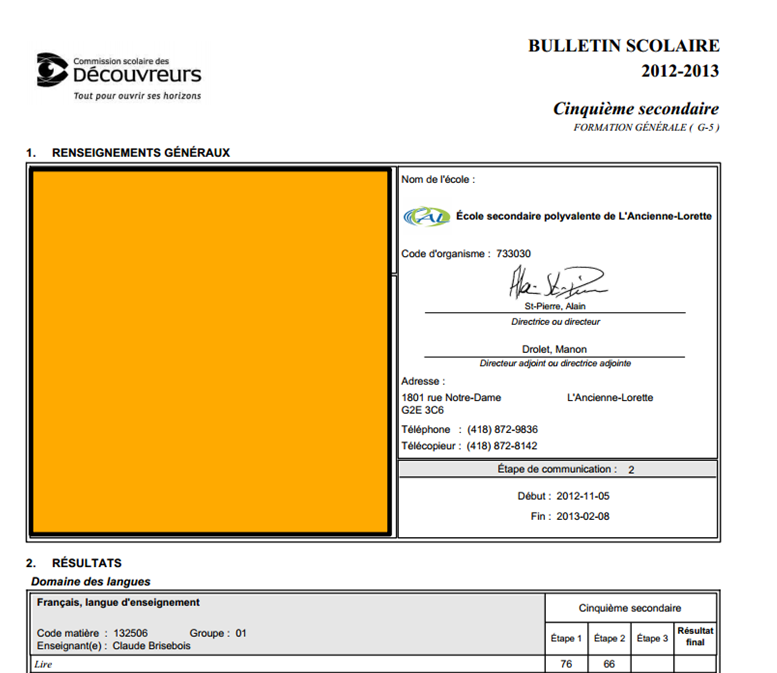 Commission scolaire des
Découvreurs
Tout pour ouvrir ses horizons
BULLETIN SCOLAIRE
2012-2013
Cinquième secondaire
FORMATION GÉNÉRALE ( G-5 )
1. RENSEIGNEMENTS GÉNÉRAUX
Nom de l'école :
École secondaire polyvalente de L'Ancienne-Lorette
Code d'organisme : 733030
St-Pierre, Alain
Directrice ou directeur
Drolet, Manon
Directeur adjoint ou directrice adjointe
Adresse :
1801 rue Notre-Dame L'Ancienne-Lorette
G2E 3C6
Téléphone : (418) 872-9836
Télécopieur : (418) 872-8142
Étape de communication : 2
Début : 2012-11-05
Fin : 2013-02-08
2. RÉSULTATS
Domaine des langues
Français, langue d'enseignement
Cinquième secondaire
Code matière : 132506 Groupe : 01
Enseignant(e) : Claude Brisebois
Étape 1 Étape 2 Étape 3 Résultat final
Lire 76 66